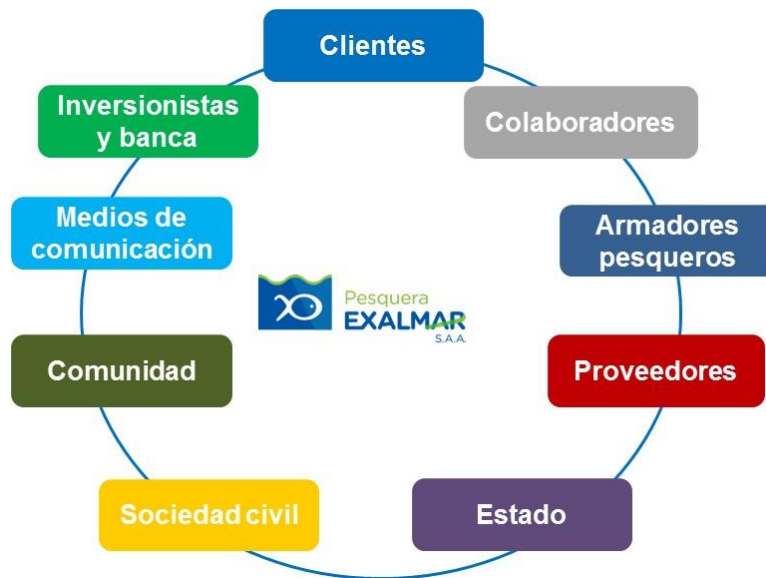 Clientes
Colaboradores
Armadores
pesqueros
Proveedores
Estado
Sociedad civil
Comunidad
Medios de
comunicación
Inversionistas
y banca
Pesquera
EXALMAR
S.A.A.